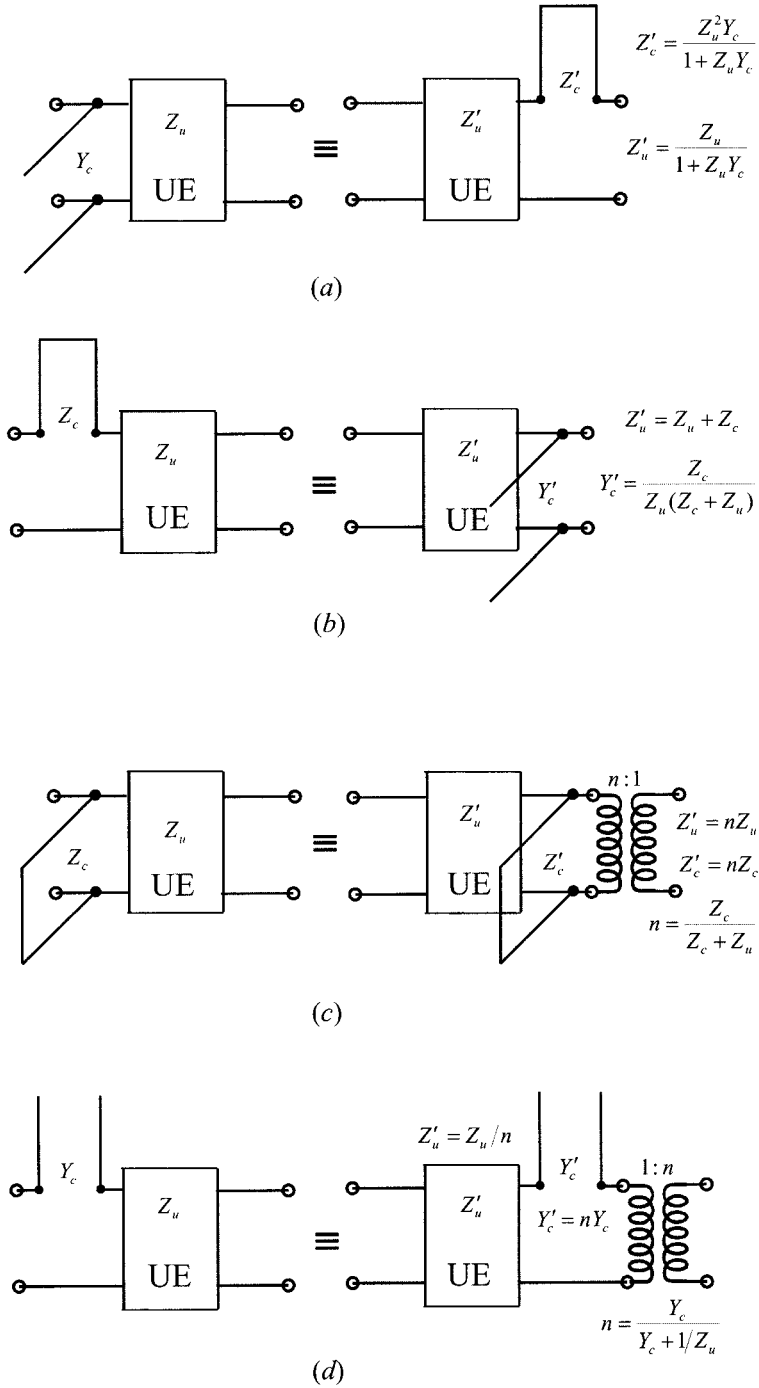 Z′_c = Z_u^2 Y_c / (1 + Z_u Y_c)
Z_u
Z′_u
Z′_c
Y_c
≡
Z′_u = Z_u / (1 + Z_u Y_c)
UE
UE
(a)
Z_c
Z_u
Z′_u
Z′_u = Z_u + Z_c
≡
Y′_c
Y′_c = Z_c / (Z_u(Z_c + Z_u))
UE
UE
(b)
n:1
Z_c
Z_u
Z′_u
Z′_c
≡
Z′_u = nZ_u
Z′_c = nZ_c
UE
UE
n = Z_c / (Z_c + Z_u)
(c)
Z′_u = Z_u/n
Y_c
Y′_c
1:n
Z_u
Z′_u
Y′_c = nY_c
≡
UE
UE
n = Y_c / (Y_c + 1/Z_u)
(d)